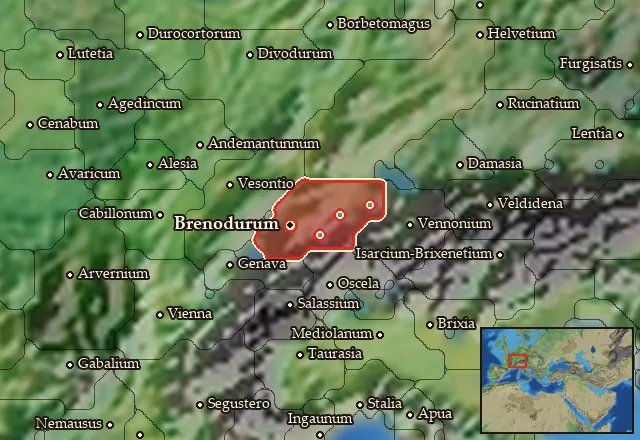 Borbetomagus
Durocortorum
Helvetium
Lutetia
Divodurum
Furgisatis
Agedincum
Rucinatium
Cenabum
Lentia
Andemantunnum
Alesia
Damasia
Avaricum
Vesontio
Veldidena
Cabillonum
Brenodurum
Vennonium
Isarcium-Brixenetium
Genava
Arvernium
Oscela
Salassium
Vienna
Brixia
Mediolanum
Taurasia
Gabalium
Segustero
Stalia
Apua
Ingaunum
Nemausus